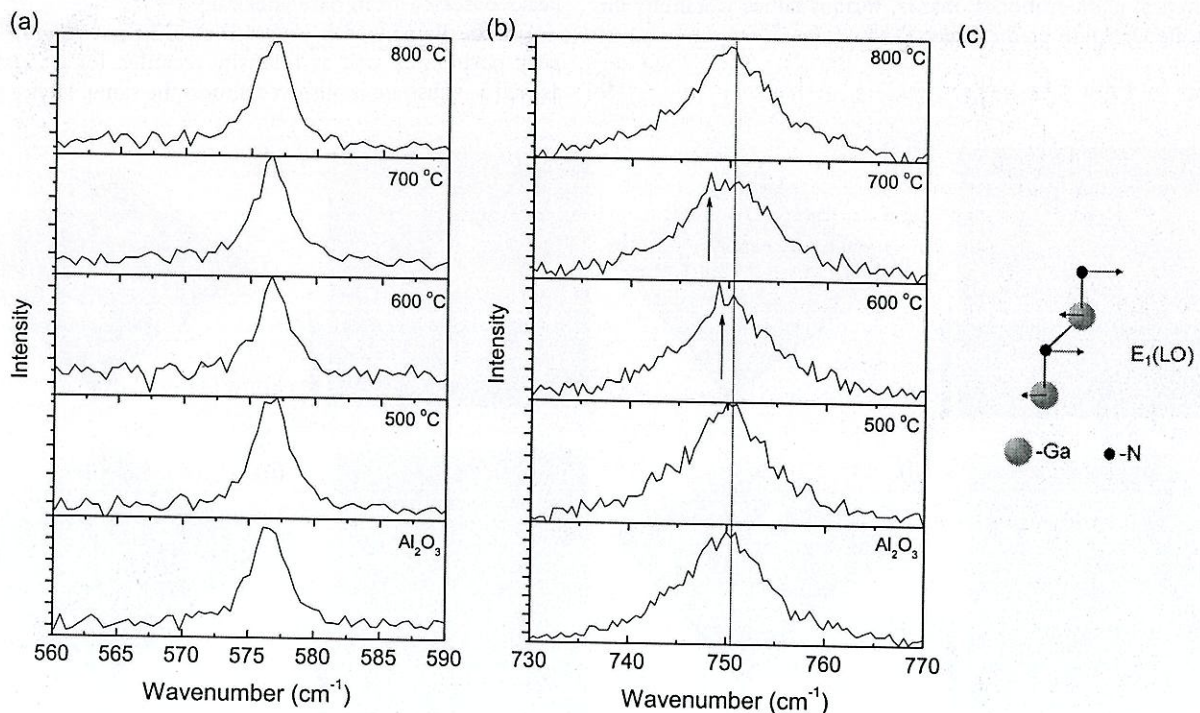 (a)
800 °C
700 °C
600 °C
500 °C
Al₂O₃
Intensity
560 565 570 575 580 585 590
Wavenumber (cm⁻¹)
(b)
800 °C
700 °C
600 °C
500 °C
Al₂O₃
Intensity
730 740 750 760 770
Wavenumber (cm⁻¹)
(c)
E₁(LO)
-Ga -N